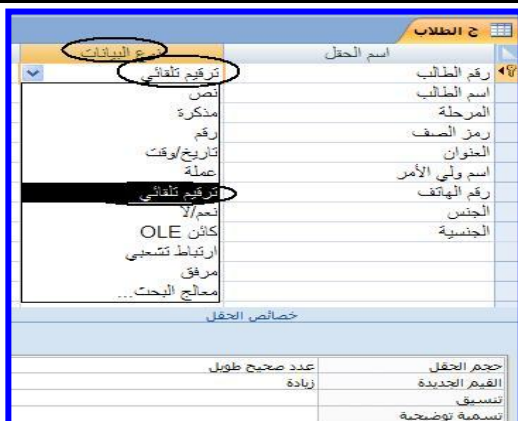 ج الطلاب
اسم الحقل نوع البيانات
رقم الطالب ترقيم تلقائي
اسم الطالب نص
المرحلة مذكرة
رمز الصف رقم
العنوان تاريخ/وقت
اسم ولي الأمر عملة
رقم الهاتف ترقيم تلقائي
الجنس نعم/لا
الجنسية كائن OLE
ارتباط تشعبي
مرفق
معالج البحث...
خصائص الحقل
حجم الحقل عدد صحيح طويل
القيم الجديدة زيادة
تنسيق
تسمية توضيحية